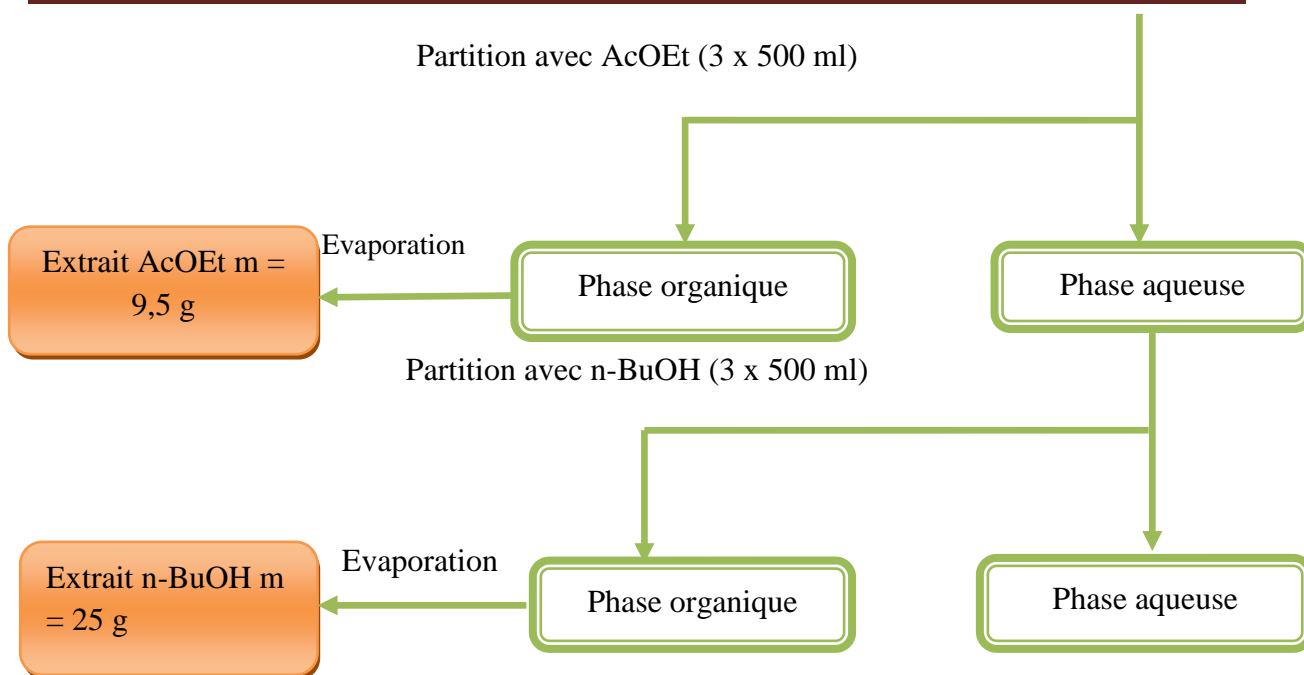 Partition avec AcOEt (3 x 500 ml)
Evaporation
Extrait AcOEt m =
9,5 g
Phase organique
Phase aqueuse
Partition avec n-BuOH (3 x 500 ml)
Evaporation
Extrait n-BuOH m
= 25 g
Phase organique
Phase aqueuse